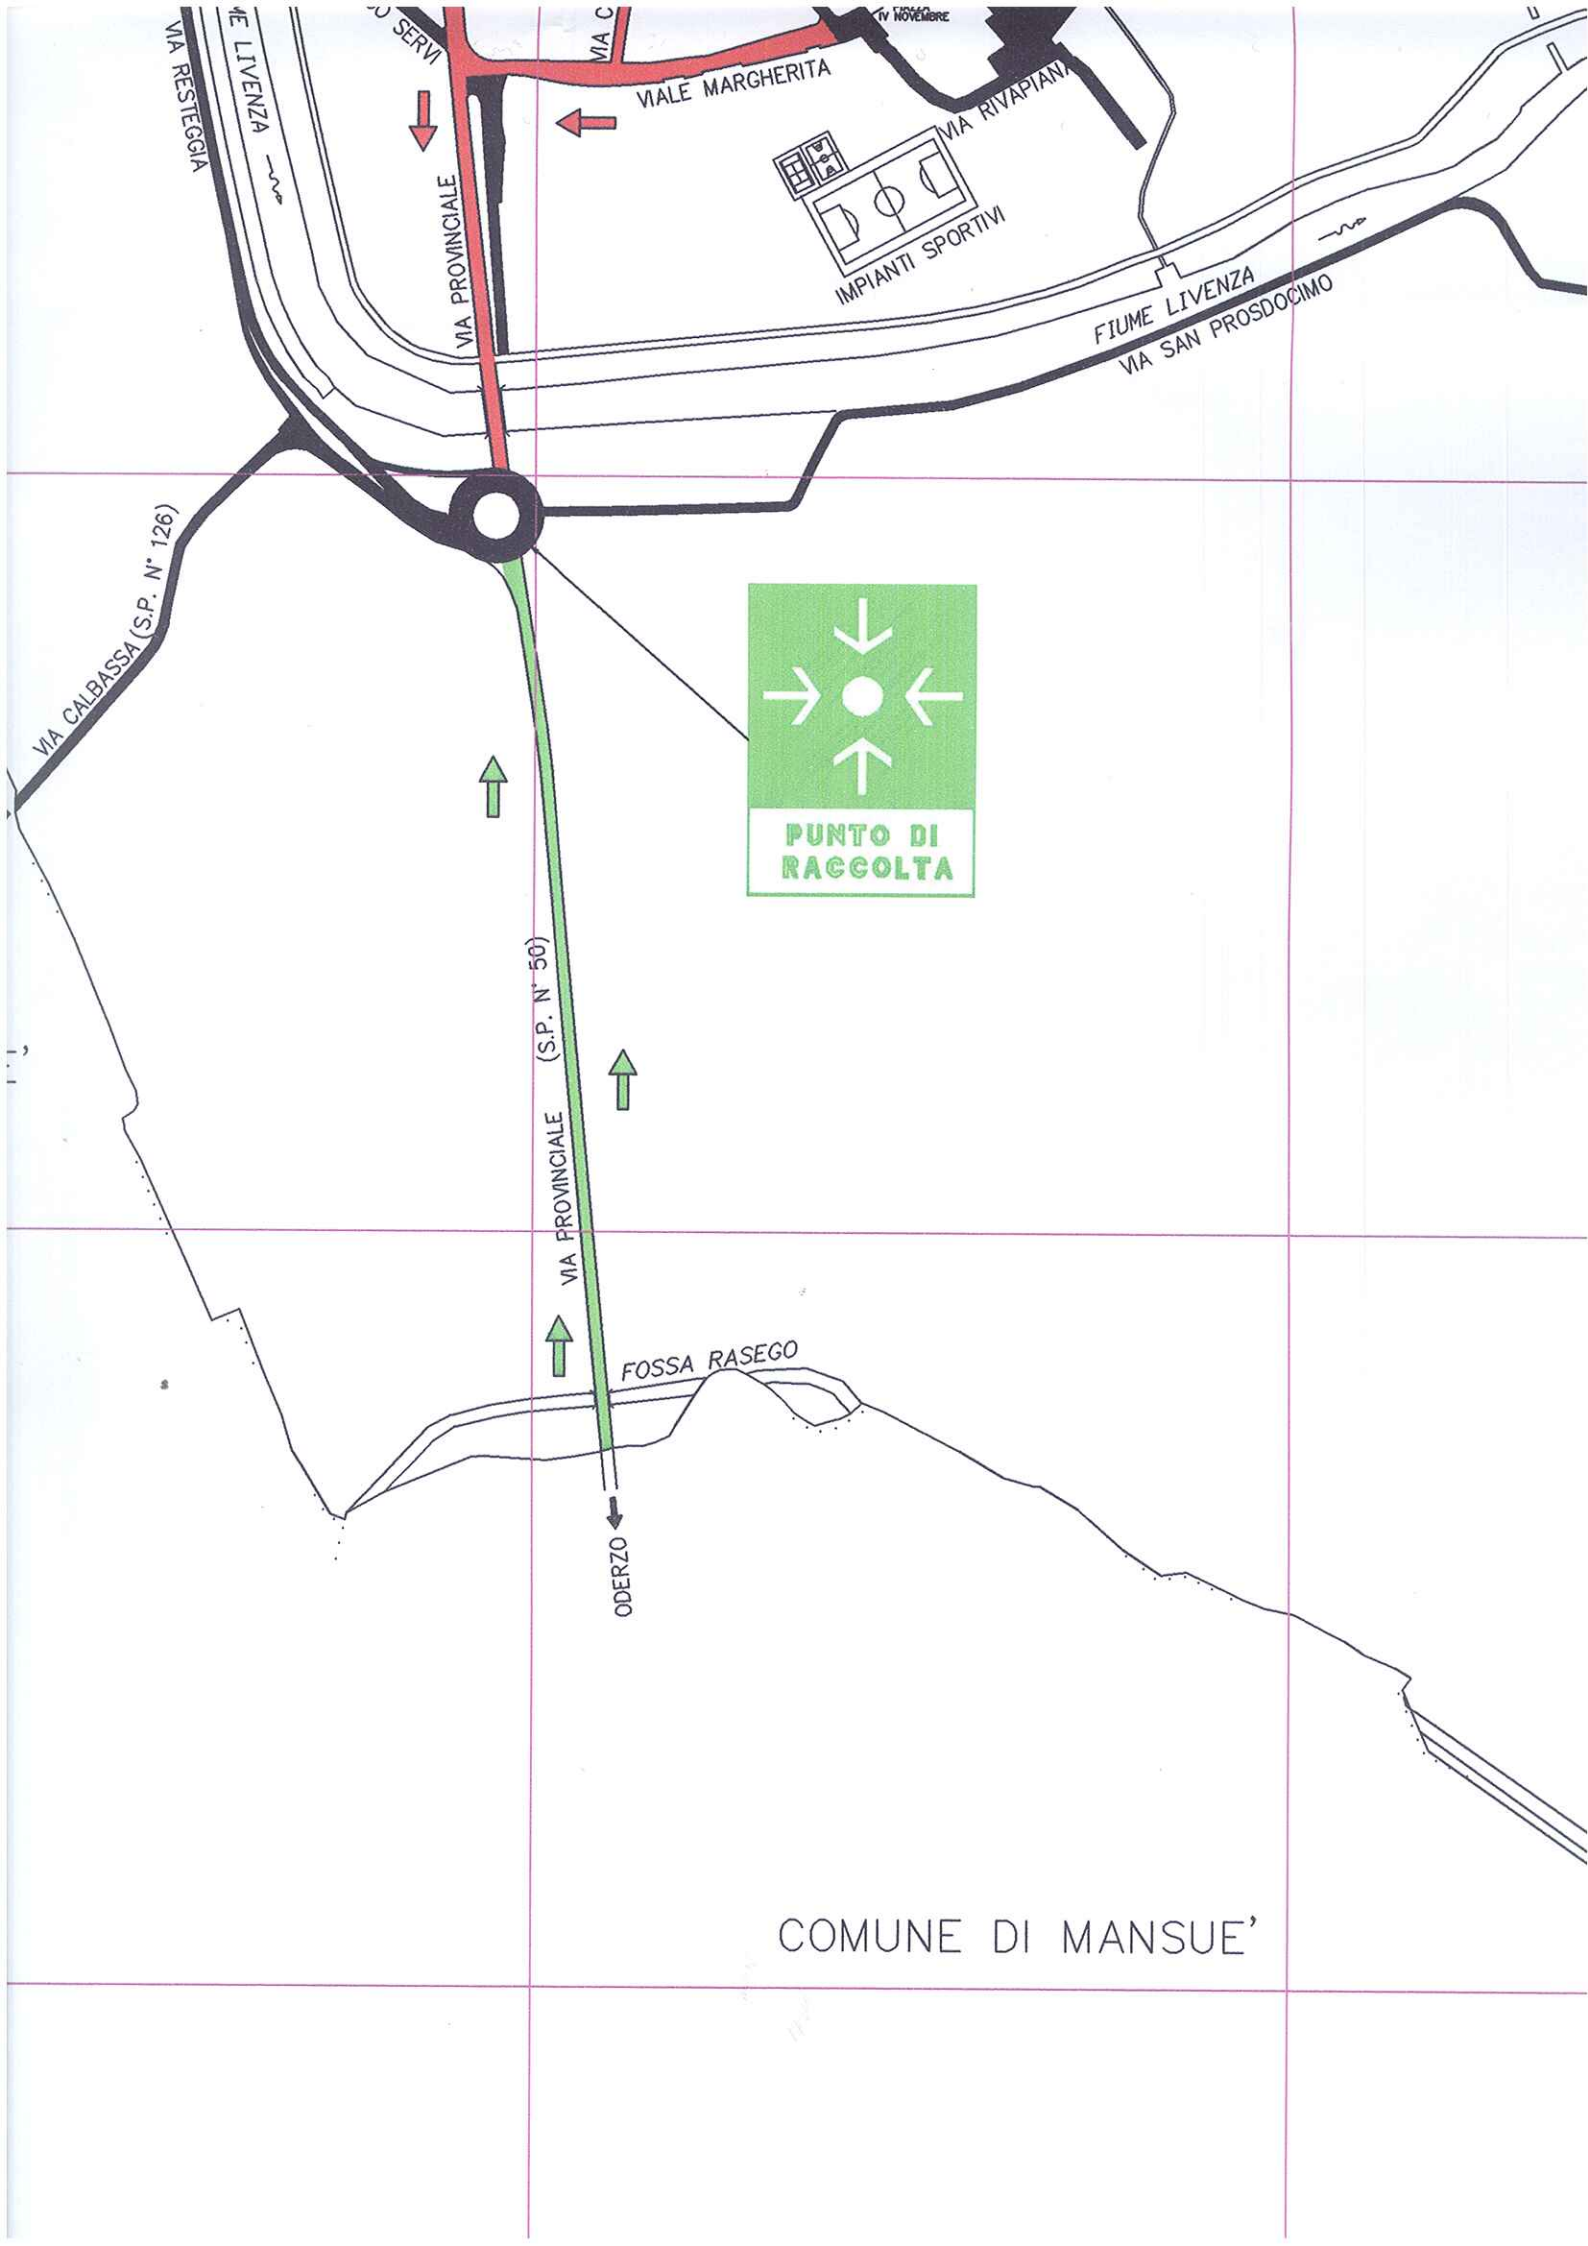 PIAZZA
IV NOVEMBRE
SERVI
VIA C
VIA RESTEGGIA
LIVENZA
VIALE MARGHERITA
VIA RIVAPIANA
VIA PROVINCIALE
IMPIANTI SPORTIVI
FIUME LIVENZA
VIA SAN PROSDOCIMO
VIA CALBASSA (S.P. N° 126)
PUNTO DI
RACCOLTA
VIA PROVINCIALE (S.P. N° 50)
FOSSA RASEGO
ODERZO
COMUNE DI MANSUE'